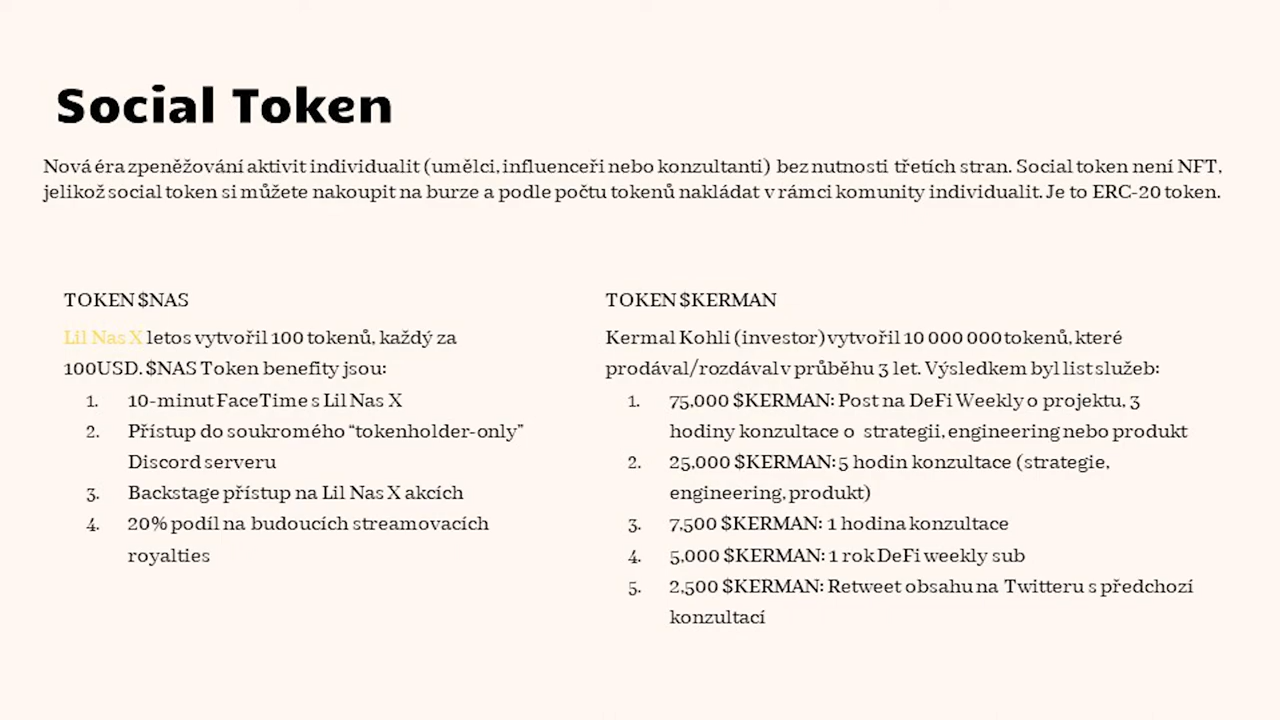 Social Token
Nová éra zpeněžování aktivit individualit (umělci, influenceři nebo konzultanti) bez nutnosti třetích stran. Social token není NFT,
jelikož social token si můžete nakoupit na burze a podle počtu tokenů nakládat v rámci komunity individualit. Je to ERC-20 token.
TOKEN $NAS
Lil Nas X letos vytvořil 100 tokenů, každý za
100USD. $NAS Token benefity jsou:
1. 10-minut FaceTime s Lil Nas X
2. Přístup do soukromého “tokenholder-only”
Discord serveru
3. Backstage přístup na Lil Nas X akcích
4. 20% podíl na budoucích streamovacích
royalties
TOKEN $KERMAN
Kermal Kohli (investor) vytvořil 10 000 000 tokenů, které
prodával/rozdával v průběhu 3 let. Výsledkem byl list služeb:
1. 75,000 $KERMAN: Post na DeFi Weekly o projektu, 3
hodiny konzultace o strategii, engineering nebo produkt
2. 25,000 $KERMAN: 5 hodin konzultace (strategie,
engineering, produkt)
3. 7,500 $KERMAN: 1 hodina konzultace
4. 5,000 $KERMAN: 1 rok DeFi weekly sub
5. 2,500 $KERMAN: Retweet obsahu na Twitteru s předchozí
konzultací